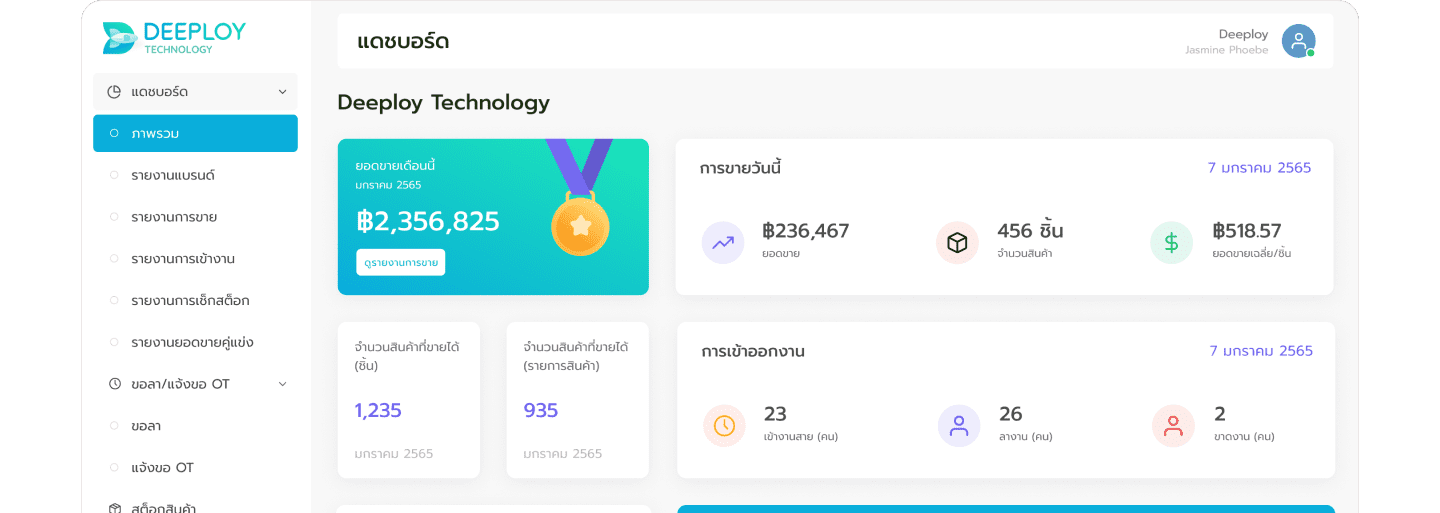 DEEPLOY
TECHNOLOGY
แดชบอร์ด
ภาพรวม
รายงานแบรนด์
รายงานการขาย
รายงานการเข้างาน
รายงานการเช็กสต็อก
รายงานยอดขายคู่แข่ง
ขอลา/แจ้งขอ OT
ขอลา
แจ้งขอ OT
สต็อกสินค้า
แดชบอร์ด
Deeploy
Jasmine Phoebe
Deeploy Technology
ยอดขายเดือนนี้
มกราคม 2565
฿2,356,825
ดูรายงานการขาย
การขายวันนี้
7 มกราคม 2565
฿236,467
ยอดขาย
456 ชิ้น
จำนวนสินค้า
฿518.57
ยอดขายเฉลี่ย/ชิ้น
จำนวนสินค้าที่ขายได้
(ชิ้น)
1,235
มกราคม 2565
จำนวนสินค้าที่ขายได้
(รายการสินค้า)
935
มกราคม 2565
การเข้าออกงาน
7 มกราคม 2565
23
เข้างานสาย (คน)
26
ลางาน (คน)
2
ขาดงาน (คน)